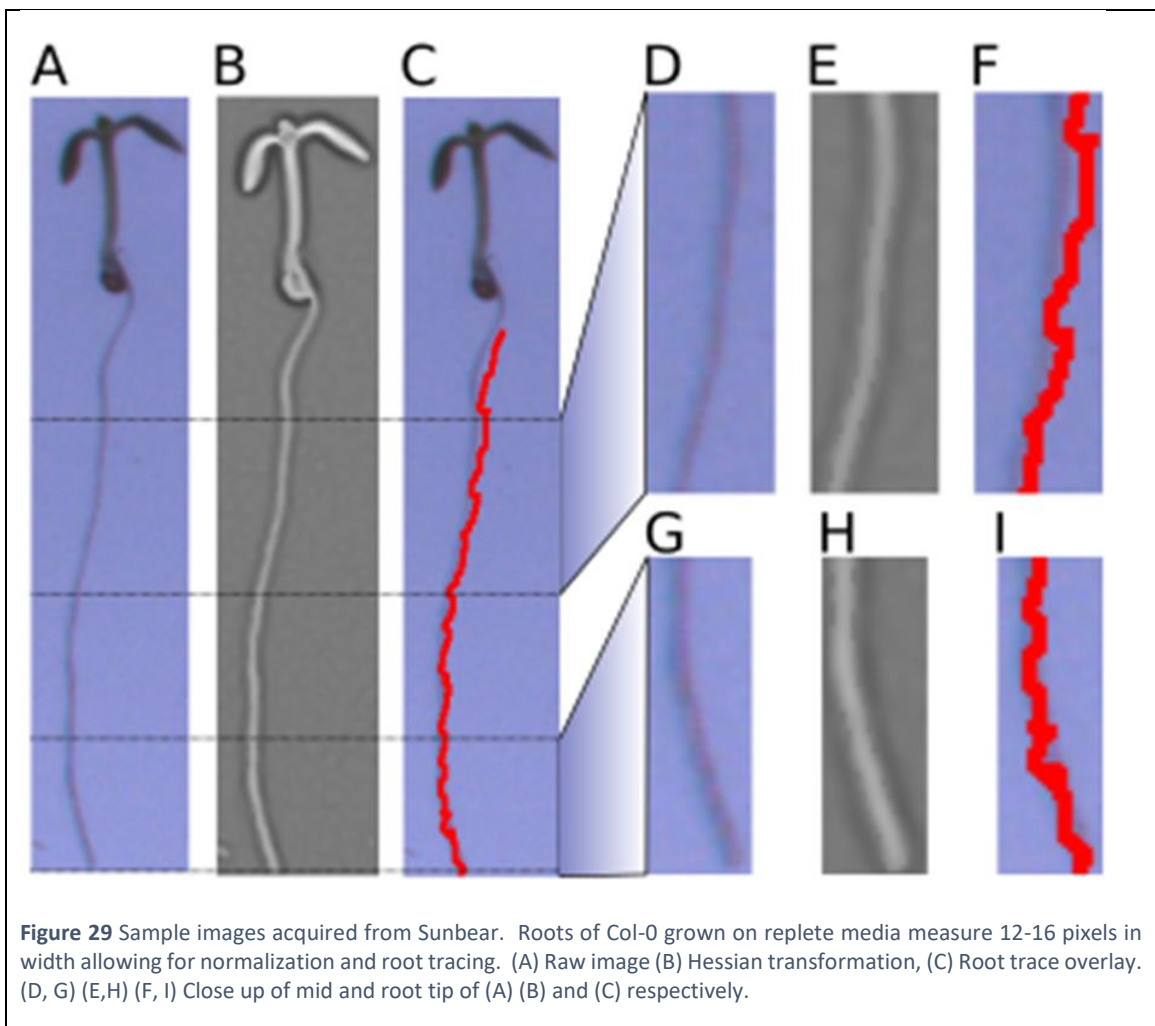 A B C D E F
G H I
Figure 29 Sample images acquired from Sunbear. Roots of Col-0 grown on replete media measure 12-16 pixels in
width allowing for normalization and root tracing. (A) Raw image (B) Hessian transformation, (C) Root trace overlay.
(D, G) (E,H) (F, I) Close up of mid and root tip of (A) (B) and (C) respectively.